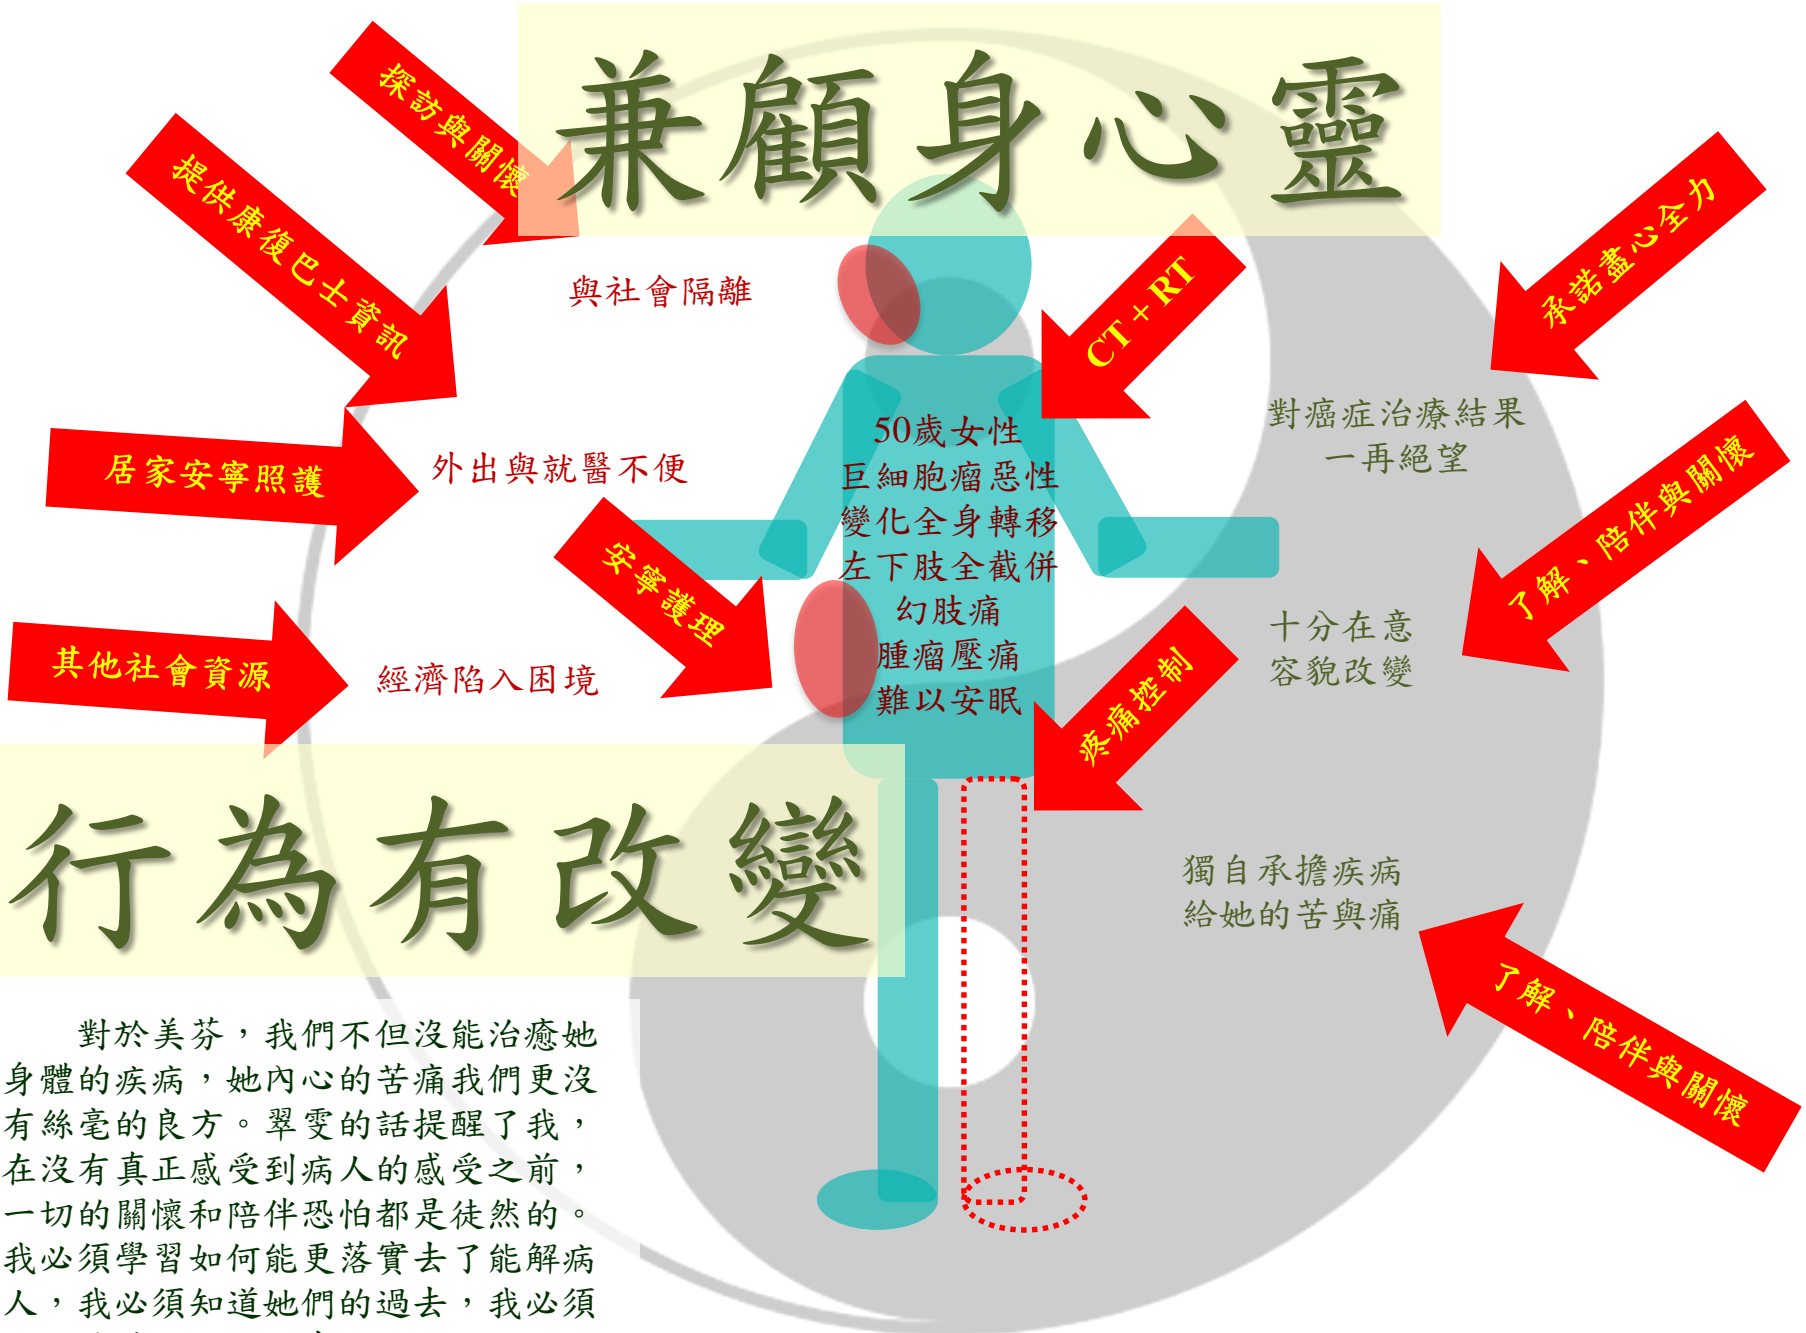 兼顧身心靈
探訪與關懷
提供康復巴士資訊
居家安寧照護
其他社會資源
與社會隔離
外出與就醫不便
經濟陷入困境
安寧護理
CT + RT
50歲女性
巨細胞瘤惡性
變化全身轉移
左下肢全截併
幻肢痛
腫瘤壓痛
難以安眠
疼痛控制
承諾盡心全力
對癌症治療結果
一再絕望
了解、陪伴與關懷
十分在意
容貌改變
獨自承擔疾病
給她的苦與痛
了解、陪伴與關懷
行為有改變
對於美芬，我們不但沒能治癒她
身體的疾病，她內心的苦痛我們更沒
有絲毫的良方。翠雯的話提醒了我，
在沒有真正感受到病人的感受之前，
一切的關懷和陪伴恐怕都是徒然的。
我必須學習如何能更落實去了能解病
人，我必須知道她們的過去，我必須